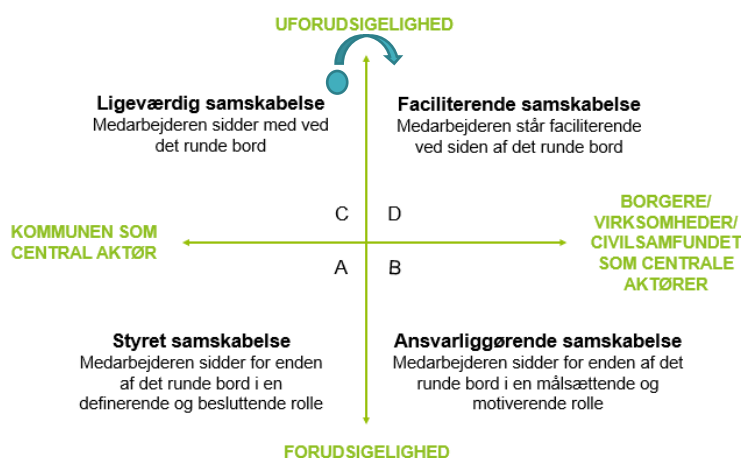 UFORUDSIGELIGHED
Ligeværdig samskabelse
Medarbejderen sidder med ved
det runde bord
Faciliterende samskabelse
Medarbejderen står faciliterende
ved siden af det runde bord
C
D
KOMMUNEN SOM
CENTRAL AKTØR
BORGERE/
VIRKSOMHEDER/
CIVILSAMFUNDET
SOM CENTRALE
AKTØRER
A
B
Styret samskabelse
Medarbejderen sidder for enden
af det runde bord i en
definerende og besluttende rolle
Ansvarliggørende samskabelse
Medarbejderen sidder for enden af det
runde bord i en målsættende og
motiverende rolle
FORUDSIGELIGHED